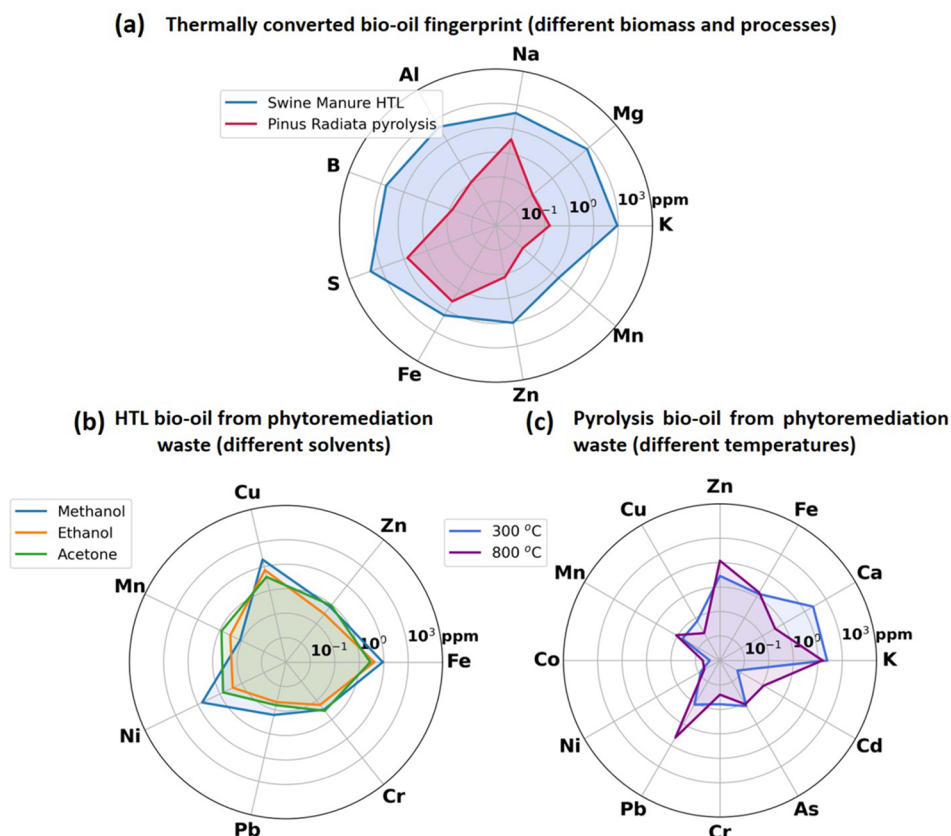 (a) Thermally converted bio-oil fingerprint (different biomass and processes)
Na
Al
Swine Manure HTL
Pinus Radiata pyrolysis
Mg
B
10⁻¹ 10⁰ 10³ ppm
K
S
Mn
Fe
Zn
(b) HTL bio-oil from phytoremediation
waste (different solvents)
Cu
Methanol
Ethanol
Acetone
Zn
Mn
10⁻¹ 10⁰ 10³ ppm
Fe
Ni
Cr
Pb
(c) Pyrolysis bio-oil from phytoremediation
waste (different temperatures)
Zn
Cu
Fe
300 °C
800 °C
Mn
Ca
10⁻¹ 10⁰ 10³ ppm
Co
K
Ni
Cd
Pb
As
Cr